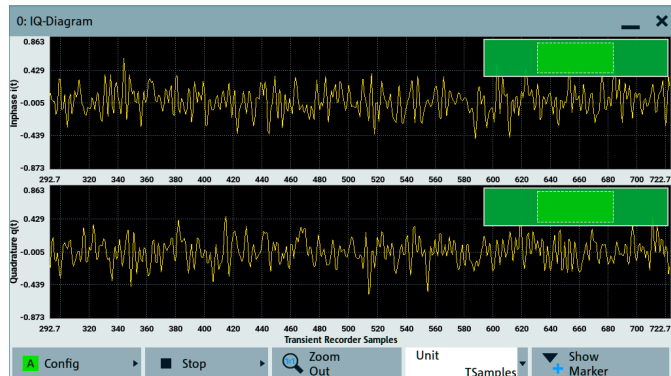 0: IQ-Diagram
Inphase i(t)
0.863
0.429
-0.005
-0.439
-0.873
292.7 320 340 360 380 400 420 440 460 480 500 520 540 560 580 600 620 640 660 680 700 722.7
Quadrature q(t)
0.863
0.429
-0.005
-0.439
-0.873
292.7 320 340 360 380 400 420 440 460 480 500 520 540 560 580 600 620 640 660 680 700 722.7
Transient Recorder Samples
A Config
Stop
1:1
Zoom
Out
Unit
TSamples
Show
Marker